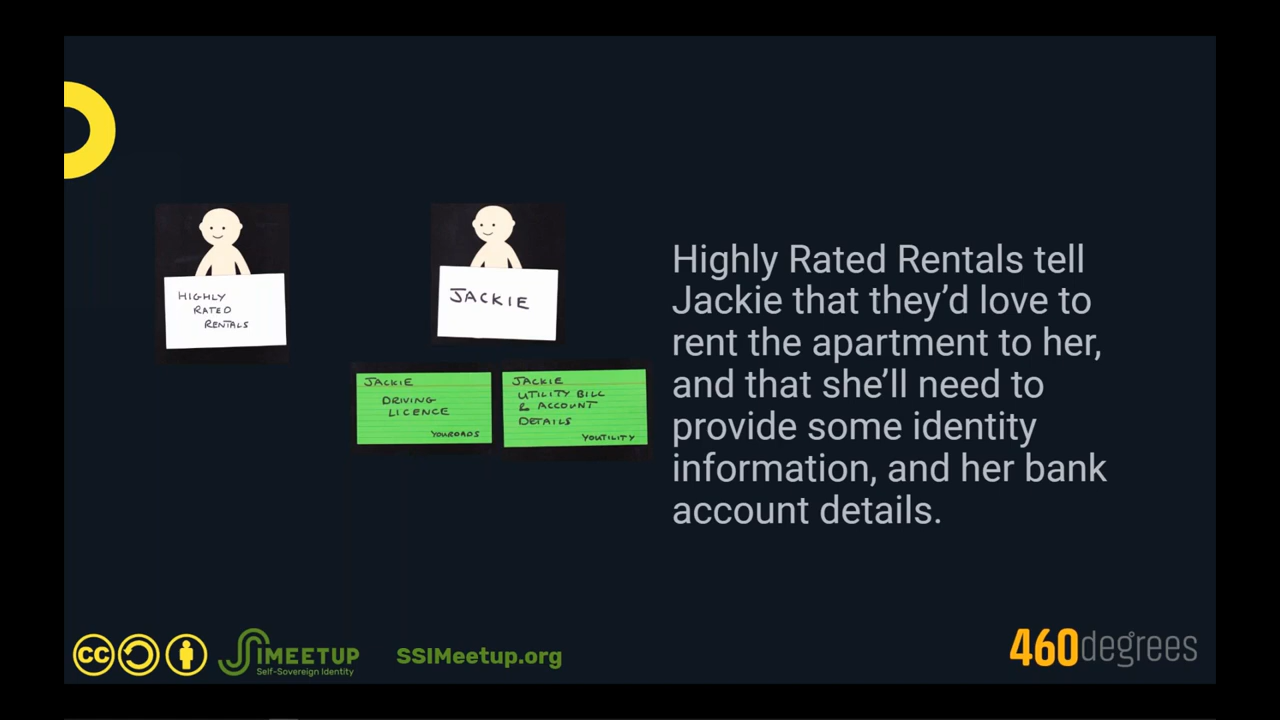 HIGHLY
RATED
RENTALS
JACKIE
JACKIE
DRIVING
LICENCE
YOUROADS
JACKIE
UTILITY BILL
& ACCOUNT
DETAILS
YOUTILITY
Highly Rated Rentals tell
Jackie that they’d love to
rent the apartment to her,
and that she’ll need to
provide some identity
information, and her bank
account details.
CC
SSIMEETUP
Self-Sovereign Identity
SSIMeetup.org
460degrees